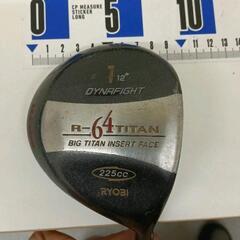 0 CP MEASURE STICKER LONG 5 10
1 12°
DYNAFIGHT
R-64 TITAN
BIG TITAN INSERT FACE
225cc
RYOBI